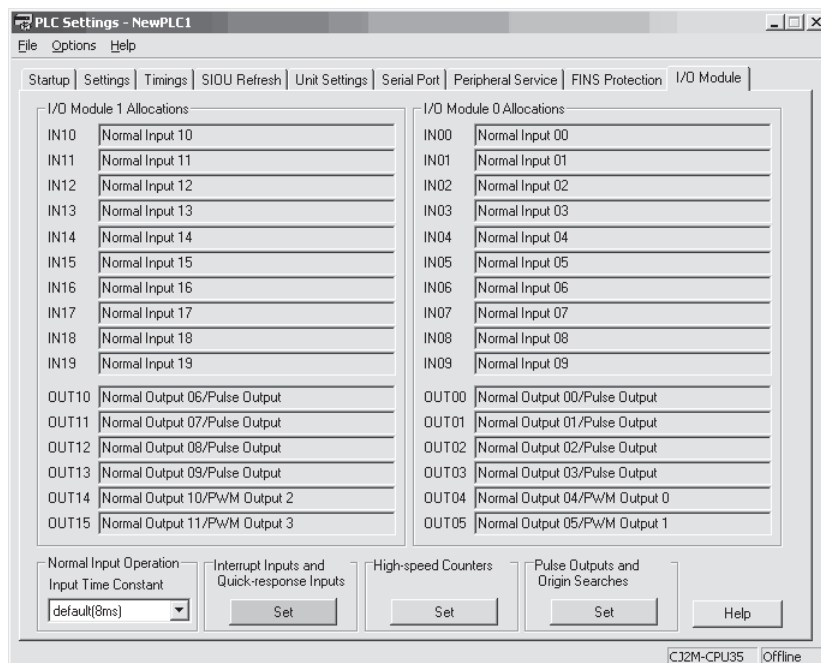 PLC Settings - NewPLC1
File Options Help
Startup Settings Timings SIOU Refresh Unit Settings Serial Port Peripheral Service FINS Protection I/O Module
I/O Module 1 Allocations
IN10 Normal Input 10
IN11 Normal Input 11
IN12 Normal Input 12
IN13 Normal Input 13
IN14 Normal Input 14
IN15 Normal Input 15
IN16 Normal Input 16
IN17 Normal Input 17
IN18 Normal Input 18
IN19 Normal Input 19
OUT10 Normal Output 06/Pulse Output
OUT11 Normal Output 07/Pulse Output
OUT12 Normal Output 08/Pulse Output
OUT13 Normal Output 09/Pulse Output
OUT14 Normal Output 10/PWM Output 2
OUT15 Normal Output 11/PWM Output 3
I/O Module 0 Allocations
IN00 Normal Input 00
IN01 Normal Input 01
IN02 Normal Input 02
IN03 Normal Input 03
IN04 Normal Input 04
IN05 Normal Input 05
IN06 Normal Input 06
IN07 Normal Input 07
IN08 Normal Input 08
IN09 Normal Input 09
OUT00 Normal Output 00/Pulse Output
OUT01 Normal Output 01/Pulse Output
OUT02 Normal Output 02/Pulse Output
OUT03 Normal Output 03/Pulse Output
OUT04 Normal Output 04/PWM Output 0
OUT05 Normal Output 05/PWM Output 1
Normal Input Operation
Input Time Constant
default(8ms)
Interrupt Inputs and
Quick-response Inputs
Set
High-speed Counters
Set
Pulse Outputs and
Origin Searches
Set
Help
CJ2M-CPU35 Offline